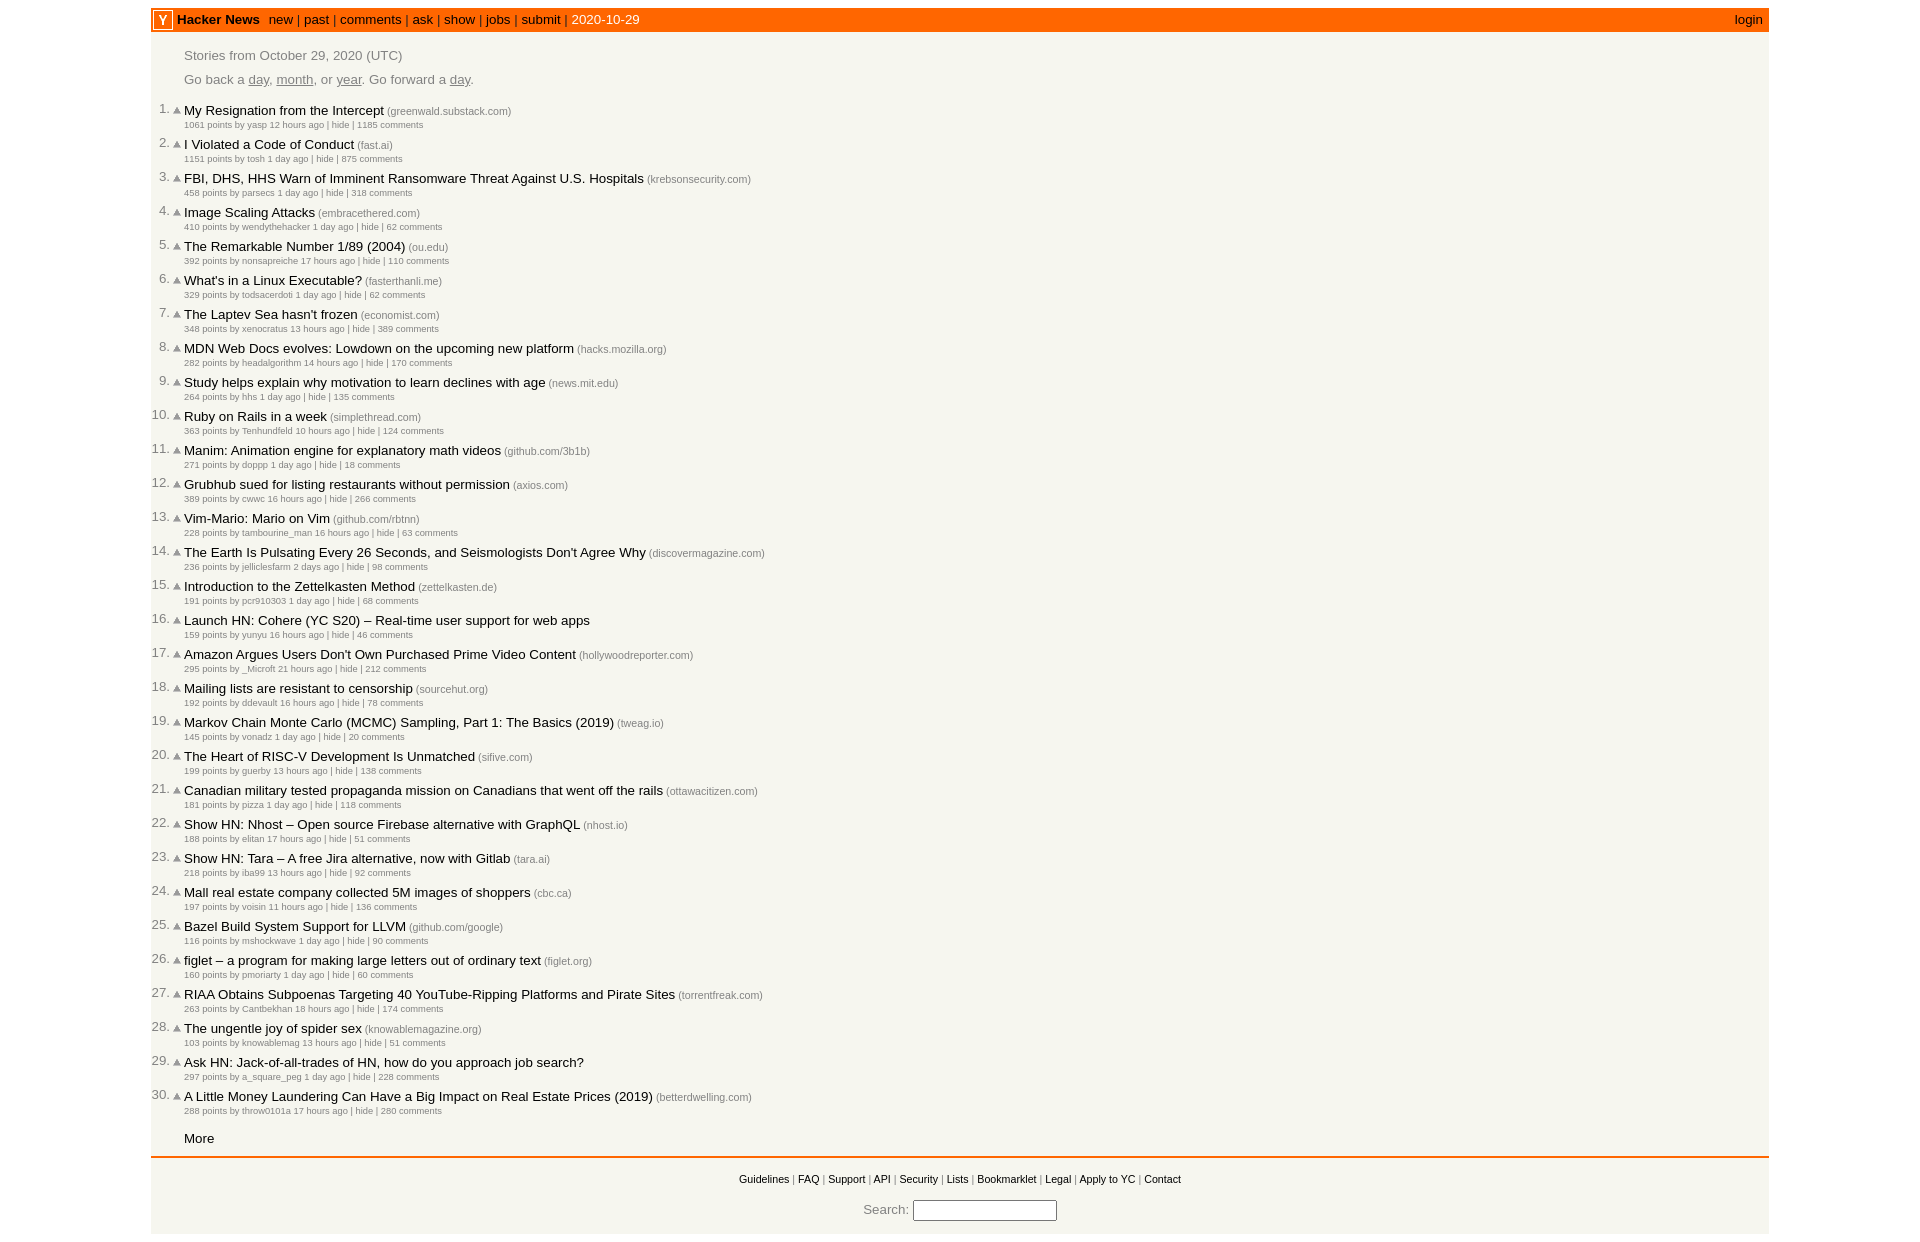 Y Hacker News new | past | comments | ask | show | jobs | submit | 2020-10-29 login
Stories from October 29, 2020 (UTC)
Go back a day, month, or year. Go forward a day.
1. My Resignation from the Intercept (greenwald.substack.com)
1061 points by yasp 12 hours ago | hide | 1185 comments
2. I Violated a Code of Conduct (fast.ai)
1151 points by tosh 1 day ago | hide | 875 comments
3. FBI, DHS, HHS Warn of Imminent Ransomware Threat Against U.S. Hospitals (krebsonsecurity.com)
458 points by parsecs 1 day ago | hide | 318 comments
4. Image Scaling Attacks (embracethered.com)
410 points by wendythehacker 1 day ago | hide | 62 comments
5. The Remarkable Number 1/89 (2004) (ou.edu)
392 points by nonsapreiche 17 hours ago | hide | 110 comments
6. What's in a Linux Executable? (fasterthanli.me)
329 points by todsacerdoti 1 day ago | hide | 62 comments
7. The Laptev Sea hasn't frozen (economist.com)
348 points by xenocratus 13 hours ago | hide | 389 comments
8. MDN Web Docs evolves: Lowdown on the upcoming new platform (hacks.mozilla.org)
282 points by headalgorithm 14 hours ago | hide | 170 comments
9. Study helps explain why motivation to learn declines with age (news.mit.edu)
264 points by hhs 1 day ago | hide | 135 comments
10. Ruby on Rails in a week (simplethread.com)
363 points by Tenhundfeld 10 hours ago | hide | 124 comments
11. Manim: Animation engine for explanatory math videos (github.com/3b1b)
271 points by doppp 1 day ago | hide | 18 comments
12. Grubhub sued for listing restaurants without permission (axios.com)
389 points by cwwc 16 hours ago | hide | 266 comments
13. Vim-Mario: Mario on Vim (github.com/rbtnn)
228 points by tambourine_man 16 hours ago | hide | 63 comments
14. The Earth Is Pulsating Every 26 Seconds, and Seismologists Don't Agree Why (discovermagazine.com)
236 points by jelliclesfarm 2 days ago | hide | 98 comments
15. Introduction to the Zettelkasten Method (zettelkasten.de)
191 points by pcr910303 1 day ago | hide | 68 comments
16. Launch HN: Cohere (YC S20) – Real-time user support for web apps
159 points by yunyu 16 hours ago | hide | 46 comments
17. Amazon Argues Users Don't Own Purchased Prime Video Content (hollywoodreporter.com)
295 points by _Microft 21 hours ago | hide | 212 comments
18. Mailing lists are resistant to censorship (sourcehut.org)
192 points by ddevault 16 hours ago | hide | 78 comments
19. Markov Chain Monte Carlo (MCMC) Sampling, Part 1: The Basics (2019) (tweag.io)
145 points by vonadz 1 day ago | hide | 20 comments
20. The Heart of RISC-V Development Is Unmatched (sifive.com)
199 points by guerby 13 hours ago | hide | 138 comments
21. Canadian military tested propaganda mission on Canadians that went off the rails (ottawacitizen.com)
181 points by pizza 1 day ago | hide | 118 comments
22. Show HN: Nhost – Open source Firebase alternative with GraphQL (nhost.io)
188 points by elitan 17 hours ago | hide | 51 comments
23. Show HN: Tara – A free Jira alternative, now with Gitlab (tara.ai)
218 points by iba99 13 hours ago | hide | 92 comments
24. Mall real estate company collected 5M images of shoppers (cbc.ca)
197 points by voisin 11 hours ago | hide | 136 comments
25. Bazel Build System Support for LLVM (github.com/google)
116 points by mshockwave 1 day ago | hide | 90 comments
26. figlet – a program for making large letters out of ordinary text (figlet.org)
160 points by pmoriarty 1 day ago | hide | 60 comments
27. RIAA Obtains Subpoenas Targeting 40 YouTube-Ripping Platforms and Pirate Sites (torrentfreak.com)
263 points by Cantbekhan 18 hours ago | hide | 174 comments
28. The ungentle joy of spider sex (knowablemagazine.org)
103 points by knowablemag 13 hours ago | hide | 51 comments
29. Ask HN: Jack-of-all-trades of HN, how do you approach job search?
297 points by a_square_peg 1 day ago | hide | 228 comments
30. A Little Money Laundering Can Have a Big Impact on Real Estate Prices (2019) (betterdwelling.com)
288 points by throw0101a 17 hours ago | hide | 280 comments
More
Guidelines | FAQ | Support | API | Security | Lists | Bookmarklet | Legal | Apply to YC | Contact
Search: